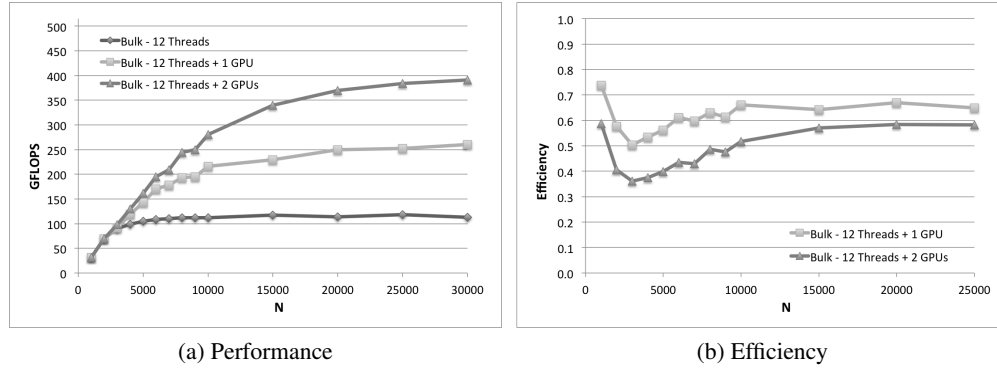 500
450
400
350
300
250
200
150
100
50
0
GFLOPS
Bulk - 12 Threads
Bulk - 12 Threads + 1 GPU
Bulk - 12 Threads + 2 GPUs
0 5000 10000 15000 20000 25000 30000
N
(a) Performance
1.0
0.9
0.8
0.7
0.6
0.5
0.4
0.3
0.2
0.1
0.0
Efficiency
Bulk - 12 Threads + 1 GPU
Bulk - 12 Threads + 2 GPUs
0 5000 10000 15000 20000 25000
N
(b) Efficiency